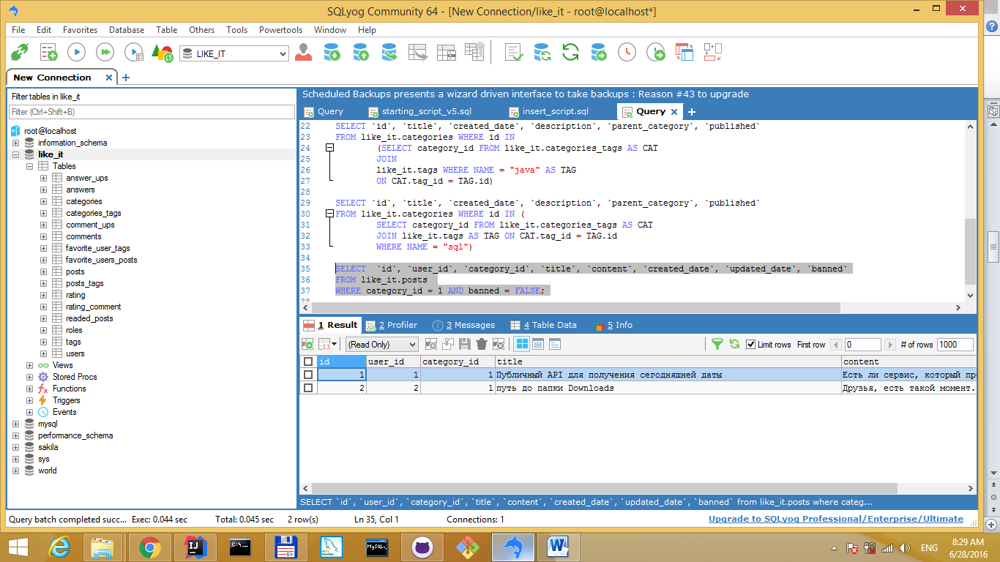 SQLyog Community 64 - [New Connection/like_it - root@localhost*]
File Edit Favorites Database Table Others Tools Powertools Window Help
LIKE_IT
New Connection
Filter tables in like_it
Filter (Ctrl+Shift+B)
root@localhost
information_schema
like_it
Tables
answer_ups
answers
categories
categories_tags
comment_ups
comments
favorite_user_tags
favorite_users_posts
posts
posts_tags
rating
rating_comment
readed_posts
roles
tags
users
Views
Stored Procs
Functions
Triggers
Events
mysql
performance_schema
sakila
sys
world
Scheduled Backups presents a wizard driven interface to take backups : Reason #43 to upgrade
Query starting_script_v5.sql insert_script.sql Query
22 SELECT `id`, `title`, `created_date`, `description`, `parent_category`, `published`
23 FROM like_it.categories WHERE id IN
24 (SELECT category_id FROM like_it.categories_tags AS CAT
25 JOIN
26 like_it.tags WHERE NAME = "java" AS TAG
27 ON CAT.tag_id = TAG.id)
28
29 SELECT `id`, `title`, `created_date`, `description`, `parent_category`, `published`
30 FROM like_it.categories WHERE id IN (
31 SELECT category_id FROM like_it.categories_tags AS CAT
32 JOIN like_it.tags AS TAG ON CAT.tag_id = TAG.id
33 WHERE NAME = "sql")
34
35 SELECT `id`, `user_id`, `category_id`, `title`, `content`, `created_date`, `updated_date`, `banned`
36 FROM like_it.posts
37 WHERE category_id = 1 AND banned = FALSE;
38
1 Result 2 Profiler 3 Messages 4 Table Data 5 Info
(Read Only) Limit rows First row 0 # of rows 1000
id user_id category_id title content
1 1 1 Публичный API для получения сегодняшней даты Есть ли сервис, который пр
2 2 1 путь до папки Downloads Друзья, есть такой момент.
SELECT `id`, `user_id`, `category_id`, `title`, `content`, `created_date`, `updated_date`, `banned` from like_it.posts where categ...
Query batch completed succ... Exec: 0.044 sec Total: 0.045 sec 2 row(s) Ln 35, Col 1 Connections: 1 Upgrade to SQLyog Professional/Enterprise/Ultimate
ENG
8:29 AM
6/28/2016